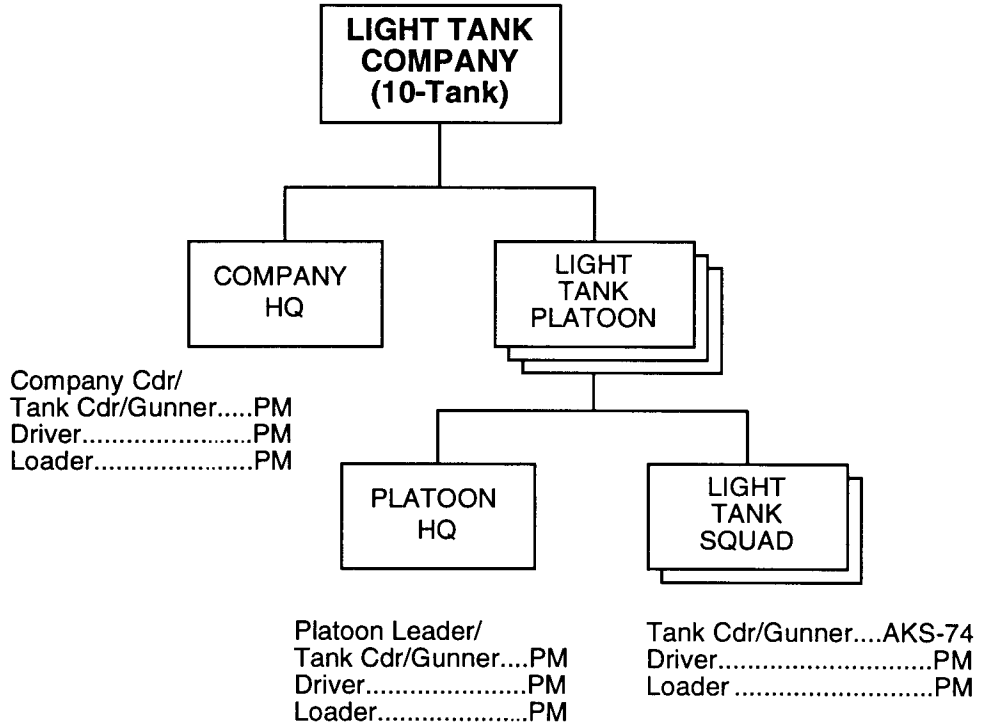 LIGHT TANK
COMPANY
(10-Tank)
COMPANY
HQ
LIGHT
TANK
PLATOON
Company Cdr/
Tank Cdr/Gunner.....PM
Driver.......................PM
Loader......................PM
PLATOON
HQ
LIGHT
TANK
SQUAD
Platoon Leader/
Tank Cdr/Gunner....PM
Driver......................PM
Loader.....................PM
Tank Cdr/Gunner....AKS-74
Driver.............................PM
Loader ...........................PM